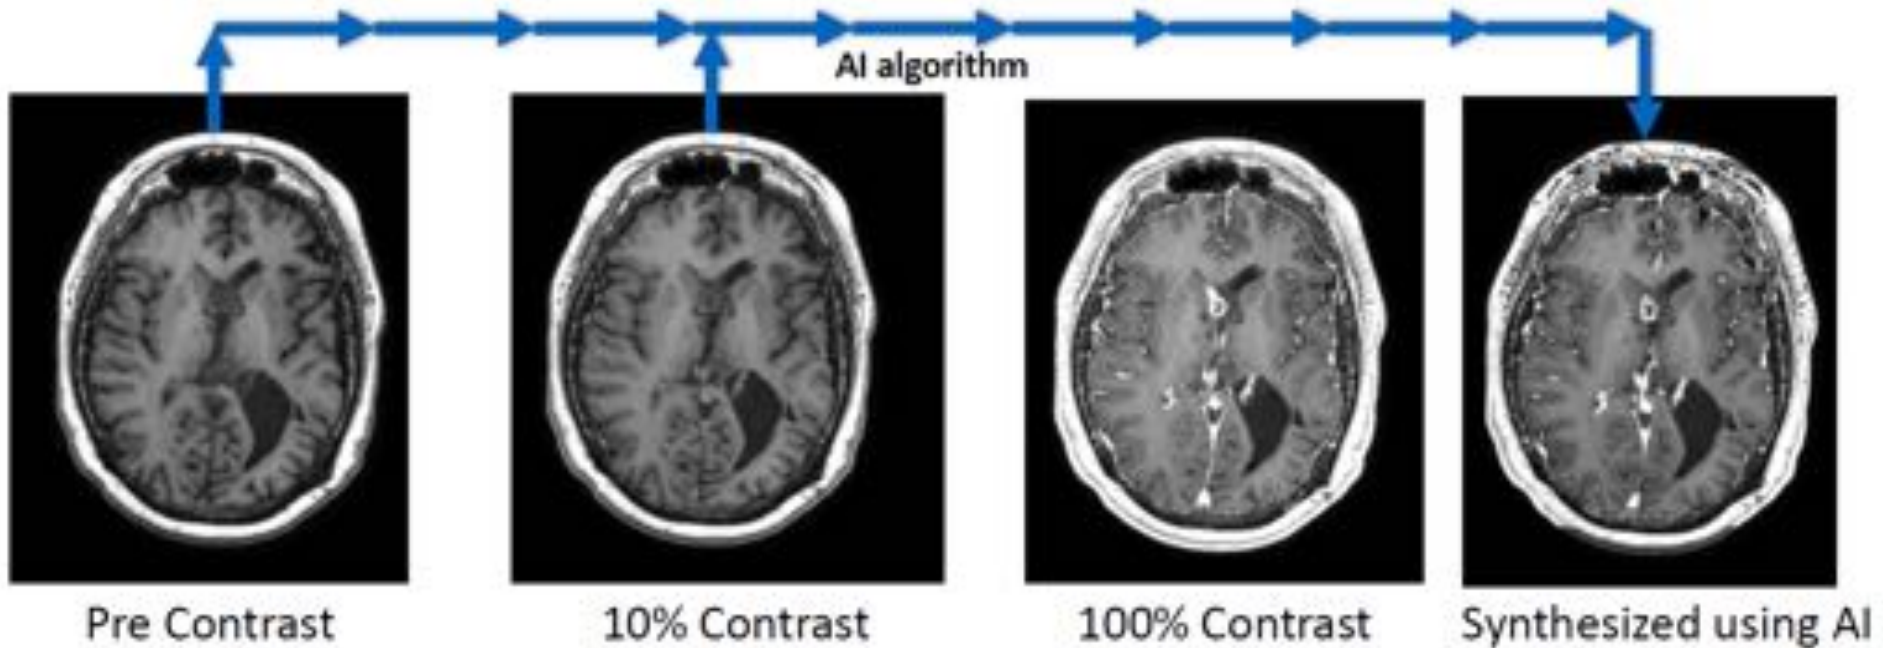 AI algorithm
Pre Contrast
10% Contrast
100% Contrast
Synthesized using AI